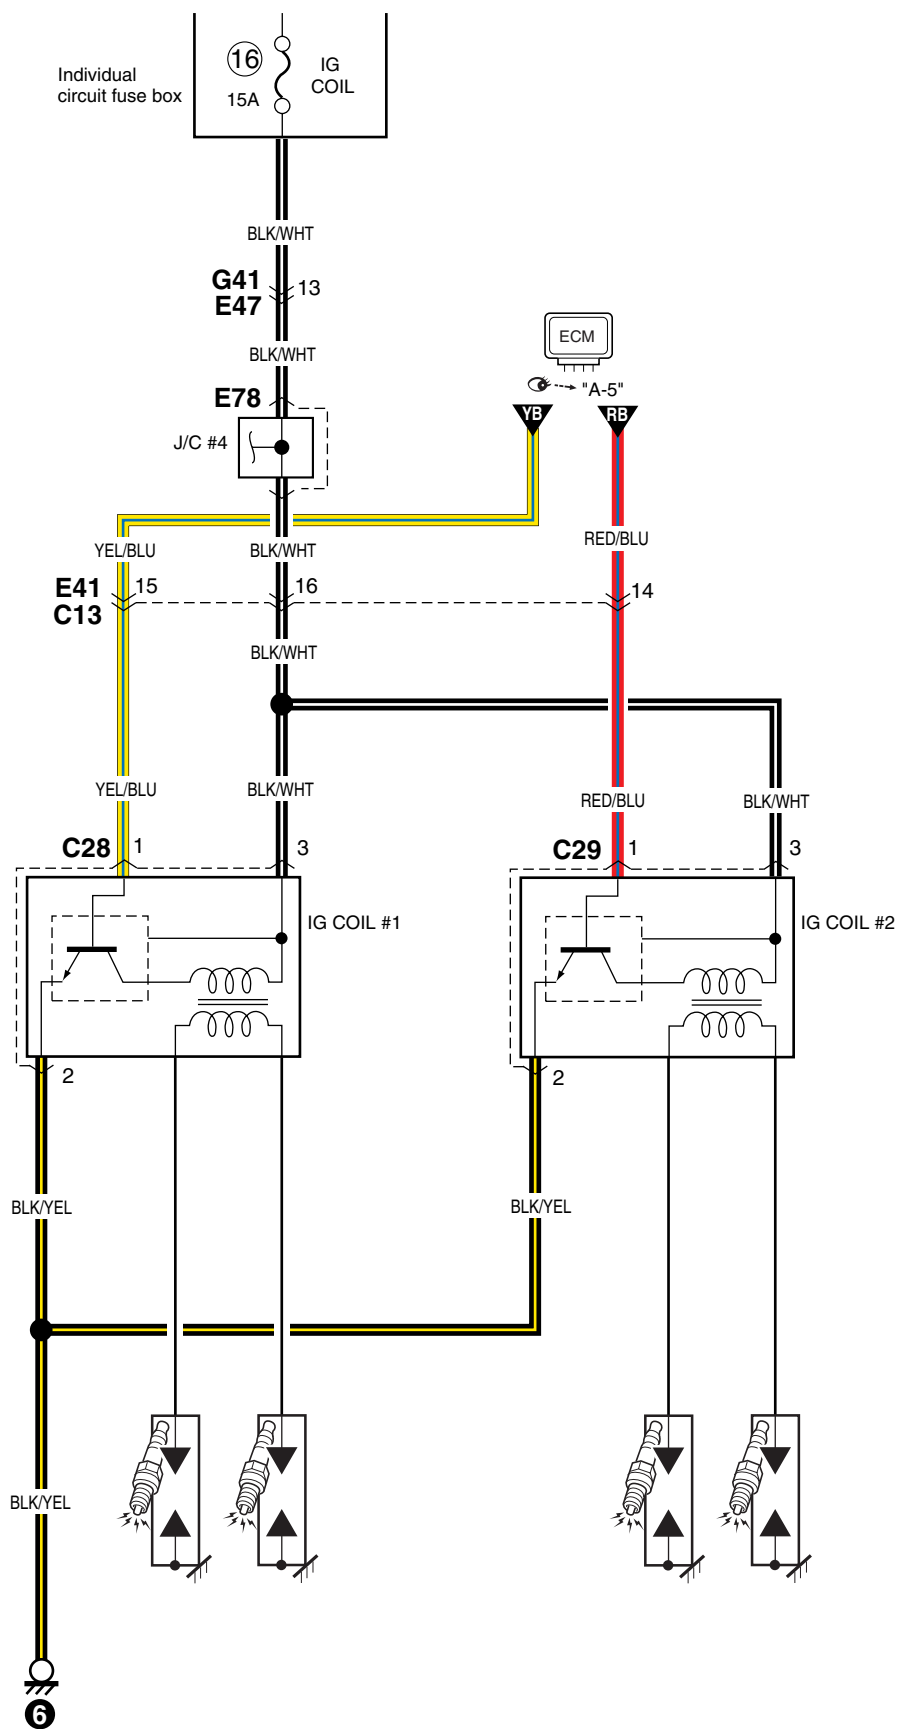 16
IG
COIL
Individual
circuit fuse box
15A
BLK/WHT
G41
13
E47
ECM
BLK/WHT
"A-5"
E78
YB
RB
J/C #4
RED/BLU
YEL/BLU
BLK/WHT
E41
15
16
14
C13
BLK/WHT
YEL/BLU
BLK/WHT
RED/BLU
BLK/WHT
C28
1
3
C29
1
3
IG COIL #1
IG COIL #2
2
2
BLK/YEL
BLK/YEL
BLK/YEL
6